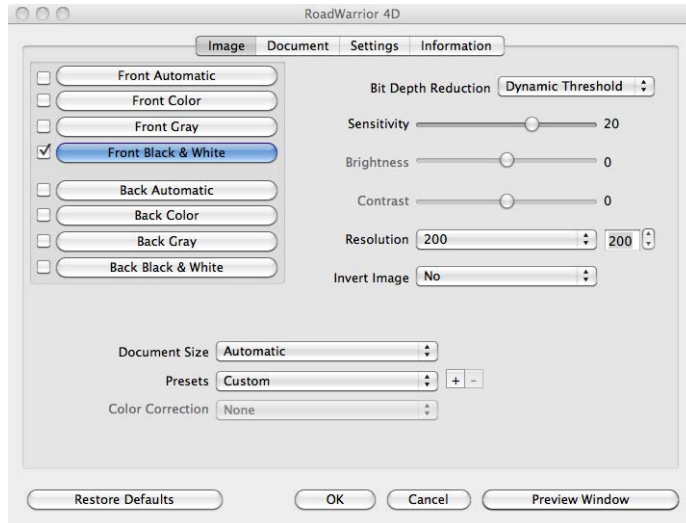 RoadWarrior 4D
Image Document Settings Information
Front Automatic
Front Color
Front Gray
Front Black & White
Back Automatic
Back Color
Back Gray
Back Black & White
Bit Depth Reduction Dynamic Threshold
Sensitivity 20
Brightness 0
Contrast 0
Resolution 200 200
Invert Image No
Document Size Automatic
Presets Custom + -
Color Correction None
Restore Defaults OK Cancel Preview Window